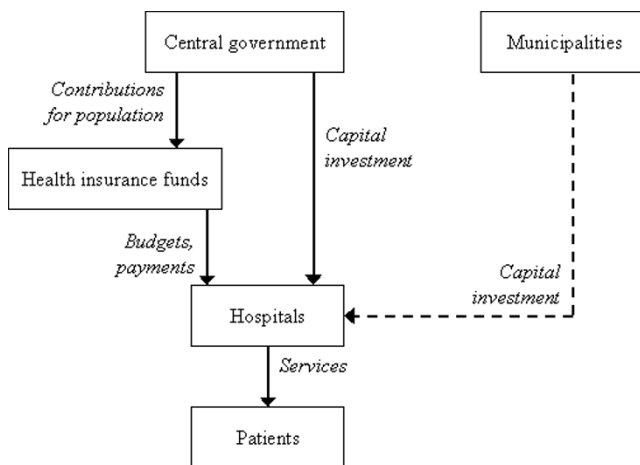 Central government
Municipalities
Contributions
for population
Capital
investment
Health insurance funds
Budgets,
payments
Capital
investment
Hospitals
Services
Patients